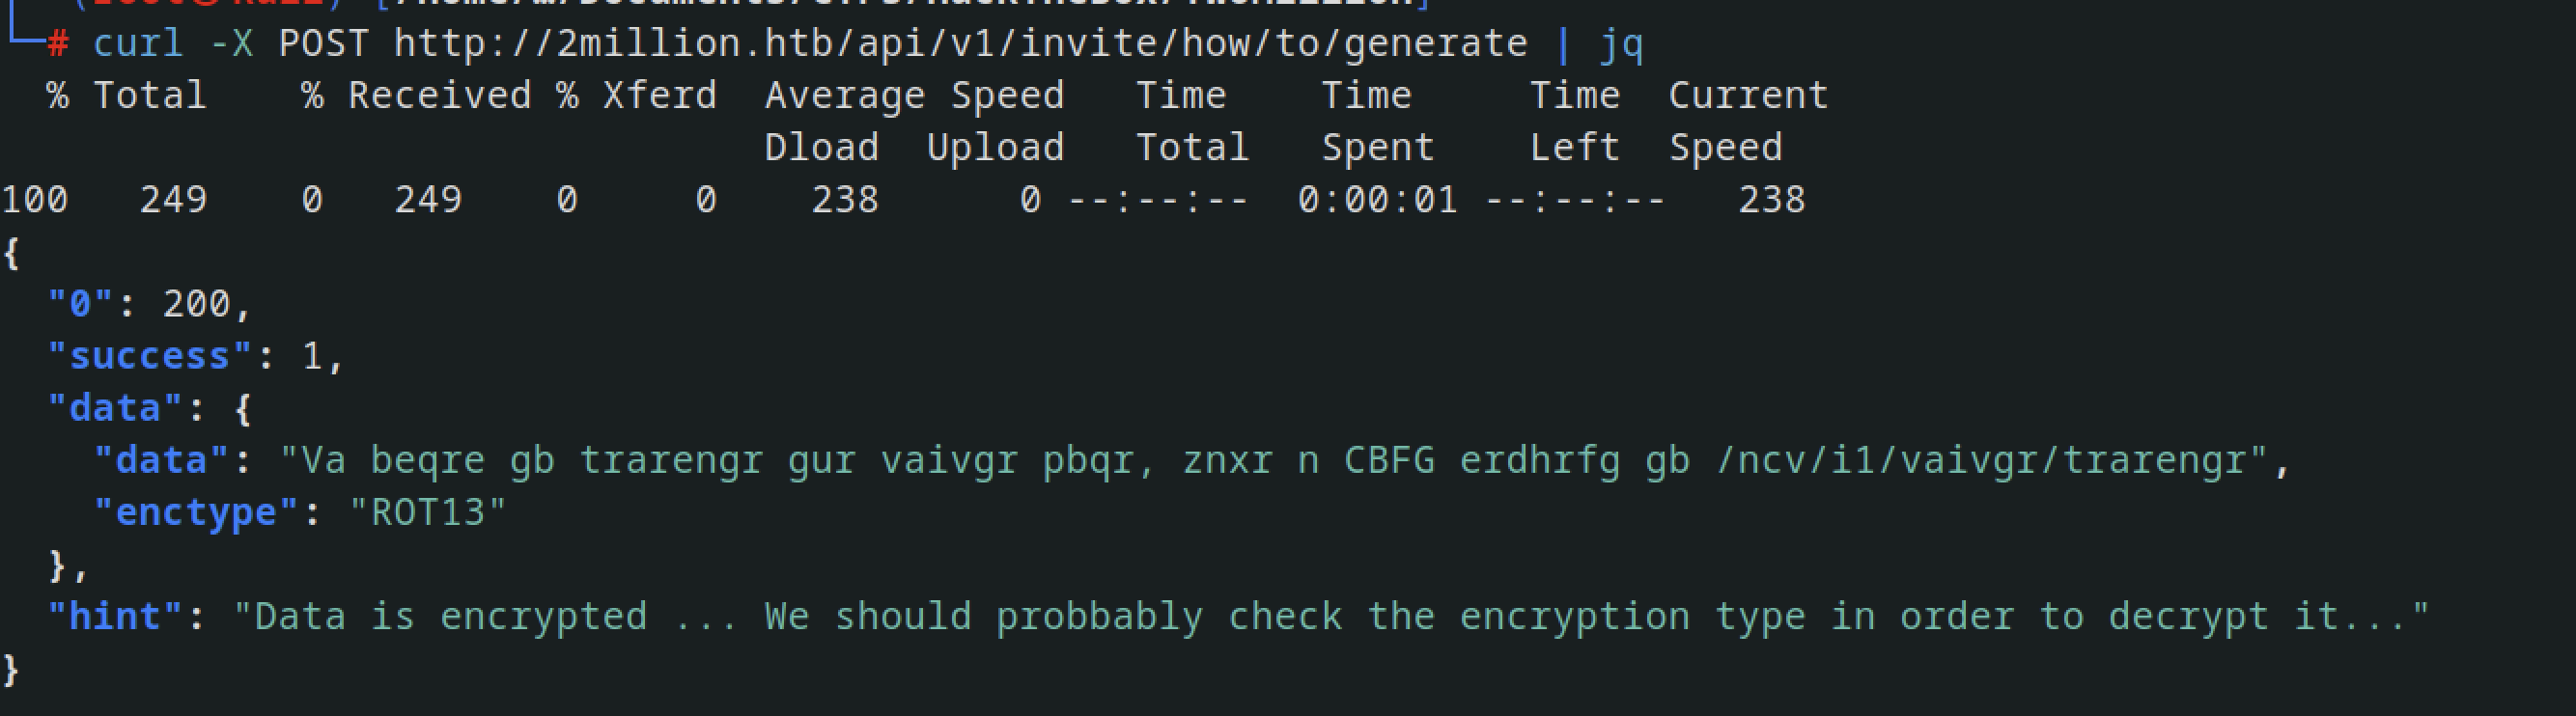 # curl -X POST http://2million.htb/api/v1/invite/how/to/generate | jq
  % Total    % Received % Xferd  Average Speed   Time    Time     Time  Current
                                 Dload  Upload   Total   Spent    Left  Speed
100   249    0   249    0     0    238      0 --:--:--  0:00:01 --:--:--   238
{
  "0": 200,
  "success": 1,
  "data": {
    "data": "Va beqre gb trarengr gur vaivgr pbqr, znxr n CBFG erdhrfg gb /ncv/i1/vaivgr/trarengr",
    "enctype": "ROT13"
  },
  "hint": "Data is encrypted ... We should probbably check the encryption type in order to decrypt it..."
}